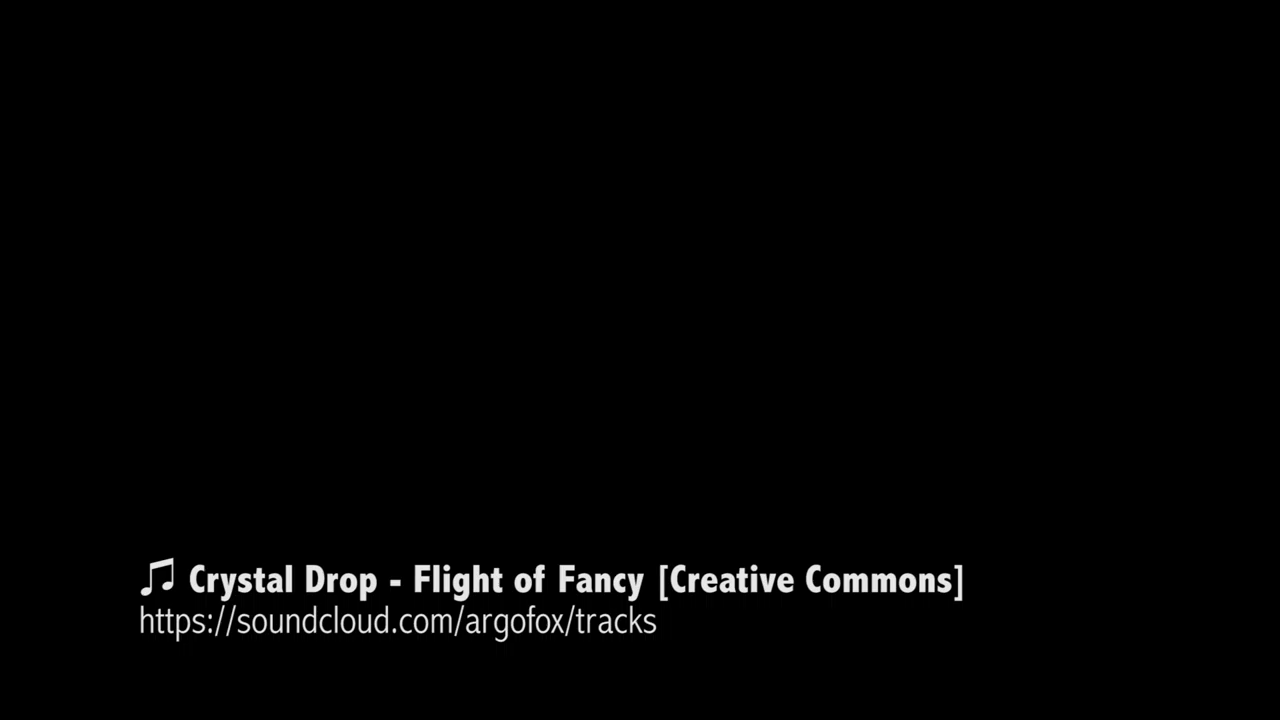 ♫ Crystal Drop - Flight of Fancy [Creative Commons]
https://soundcloud.com/argofox/tracks